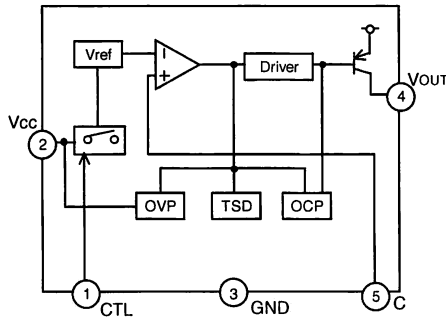 Vref
−
+
Driver
VOUT
4
Vcc
2
OVP
TSD
OCP
1
CTL
3
GND
5
C